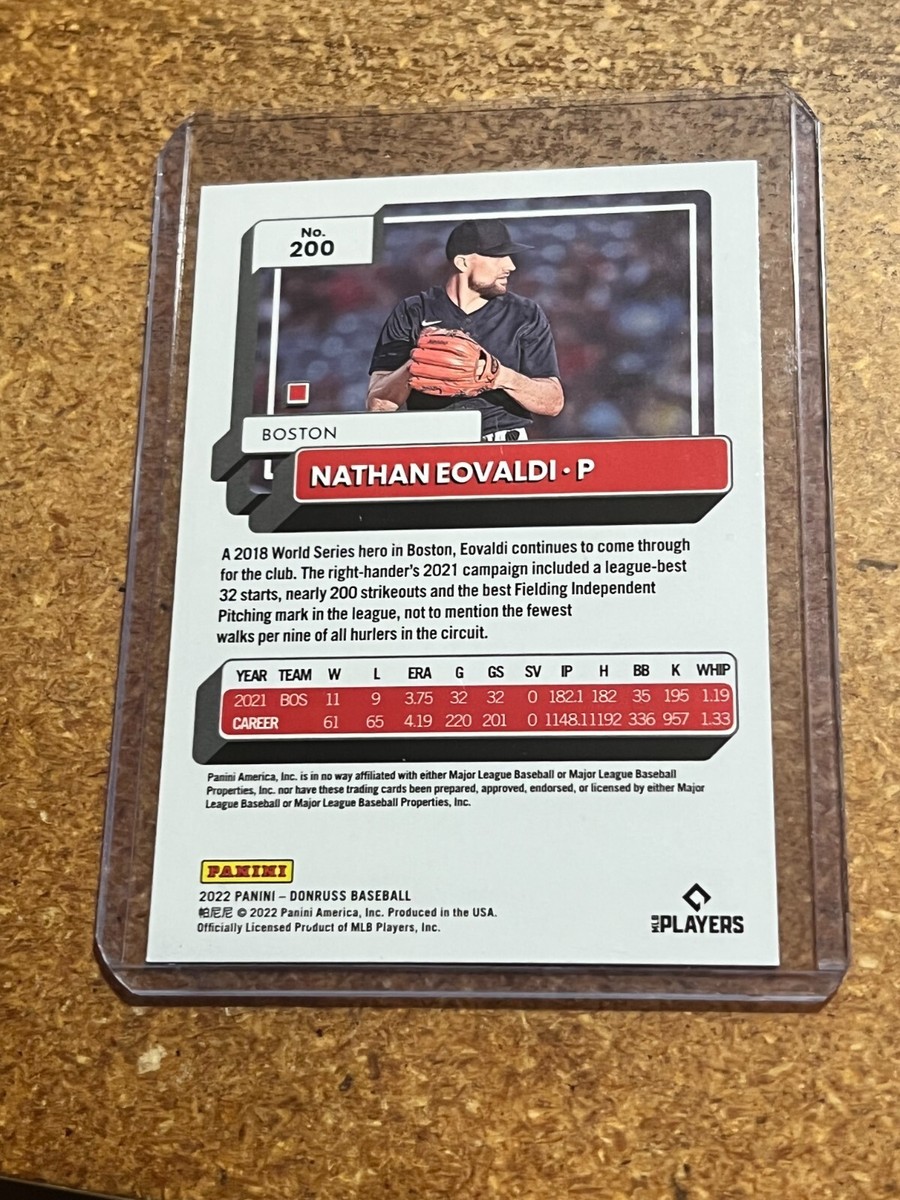 No.
200
BOSTON
NATHAN EOVALDI • P
A 2018 World Series hero in Boston, Eovaldi continues to come through
for the club. The right-hander's 2021 campaign included a league-best
32 starts, nearly 200 strikeouts and the best Fielding Independent
Pitching mark in the league, not to mention the fewest
walks per nine of all hurlers in the circuit.
YEAR TEAM W L ERA G GS SV IP H BB K WHIP
2021 BOS 11 9 3.75 32 32 0 182.1 182 35 195 1.19
CAREER 61 65 4.19 220 201 0 1148.1 1192 336 957 1.33
Panini America, Inc. is in no way affiliated with either Major League Baseball or Major League Baseball
Properties, Inc. nor have these trading cards been prepared, approved, endorsed, or licensed by either Major
League Baseball or Major League Baseball Properties, Inc.
PANINI
2022 PANINI – DONRUSS BASEBALL
帕尼尼 © 2022 Panini America, Inc. Produced in the USA.
Officially Licensed Product of MLB Players, Inc.
MLB PLAYERS